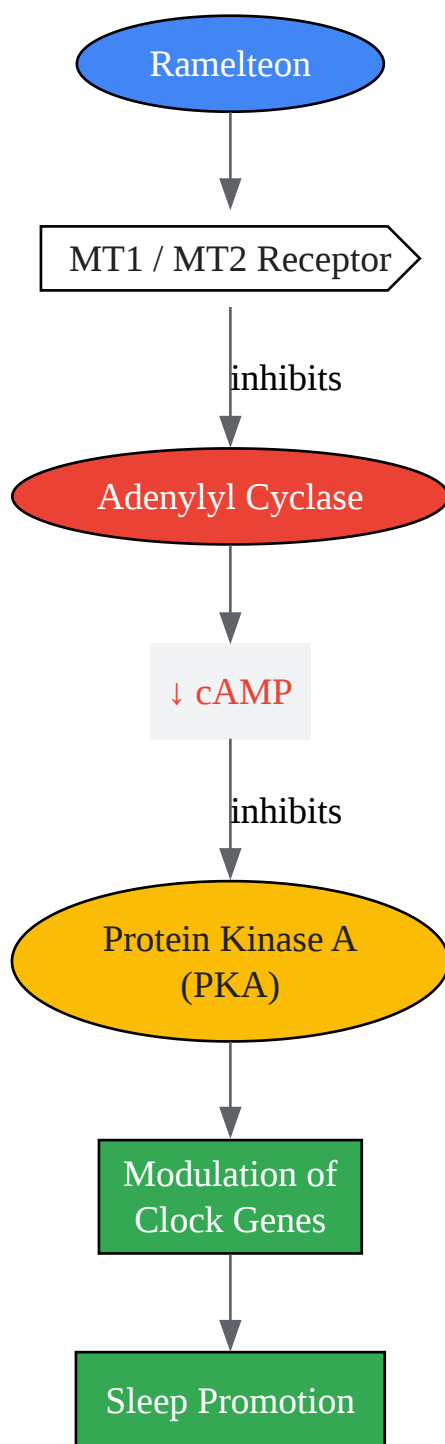 Ramelteon
MT1 / MT2 Receptor
inhibits
Adenylyl Cyclase
↓ cAMP
inhibits
Protein Kinase A
(PKA)
Modulation of
Clock Genes
Sleep Promotion